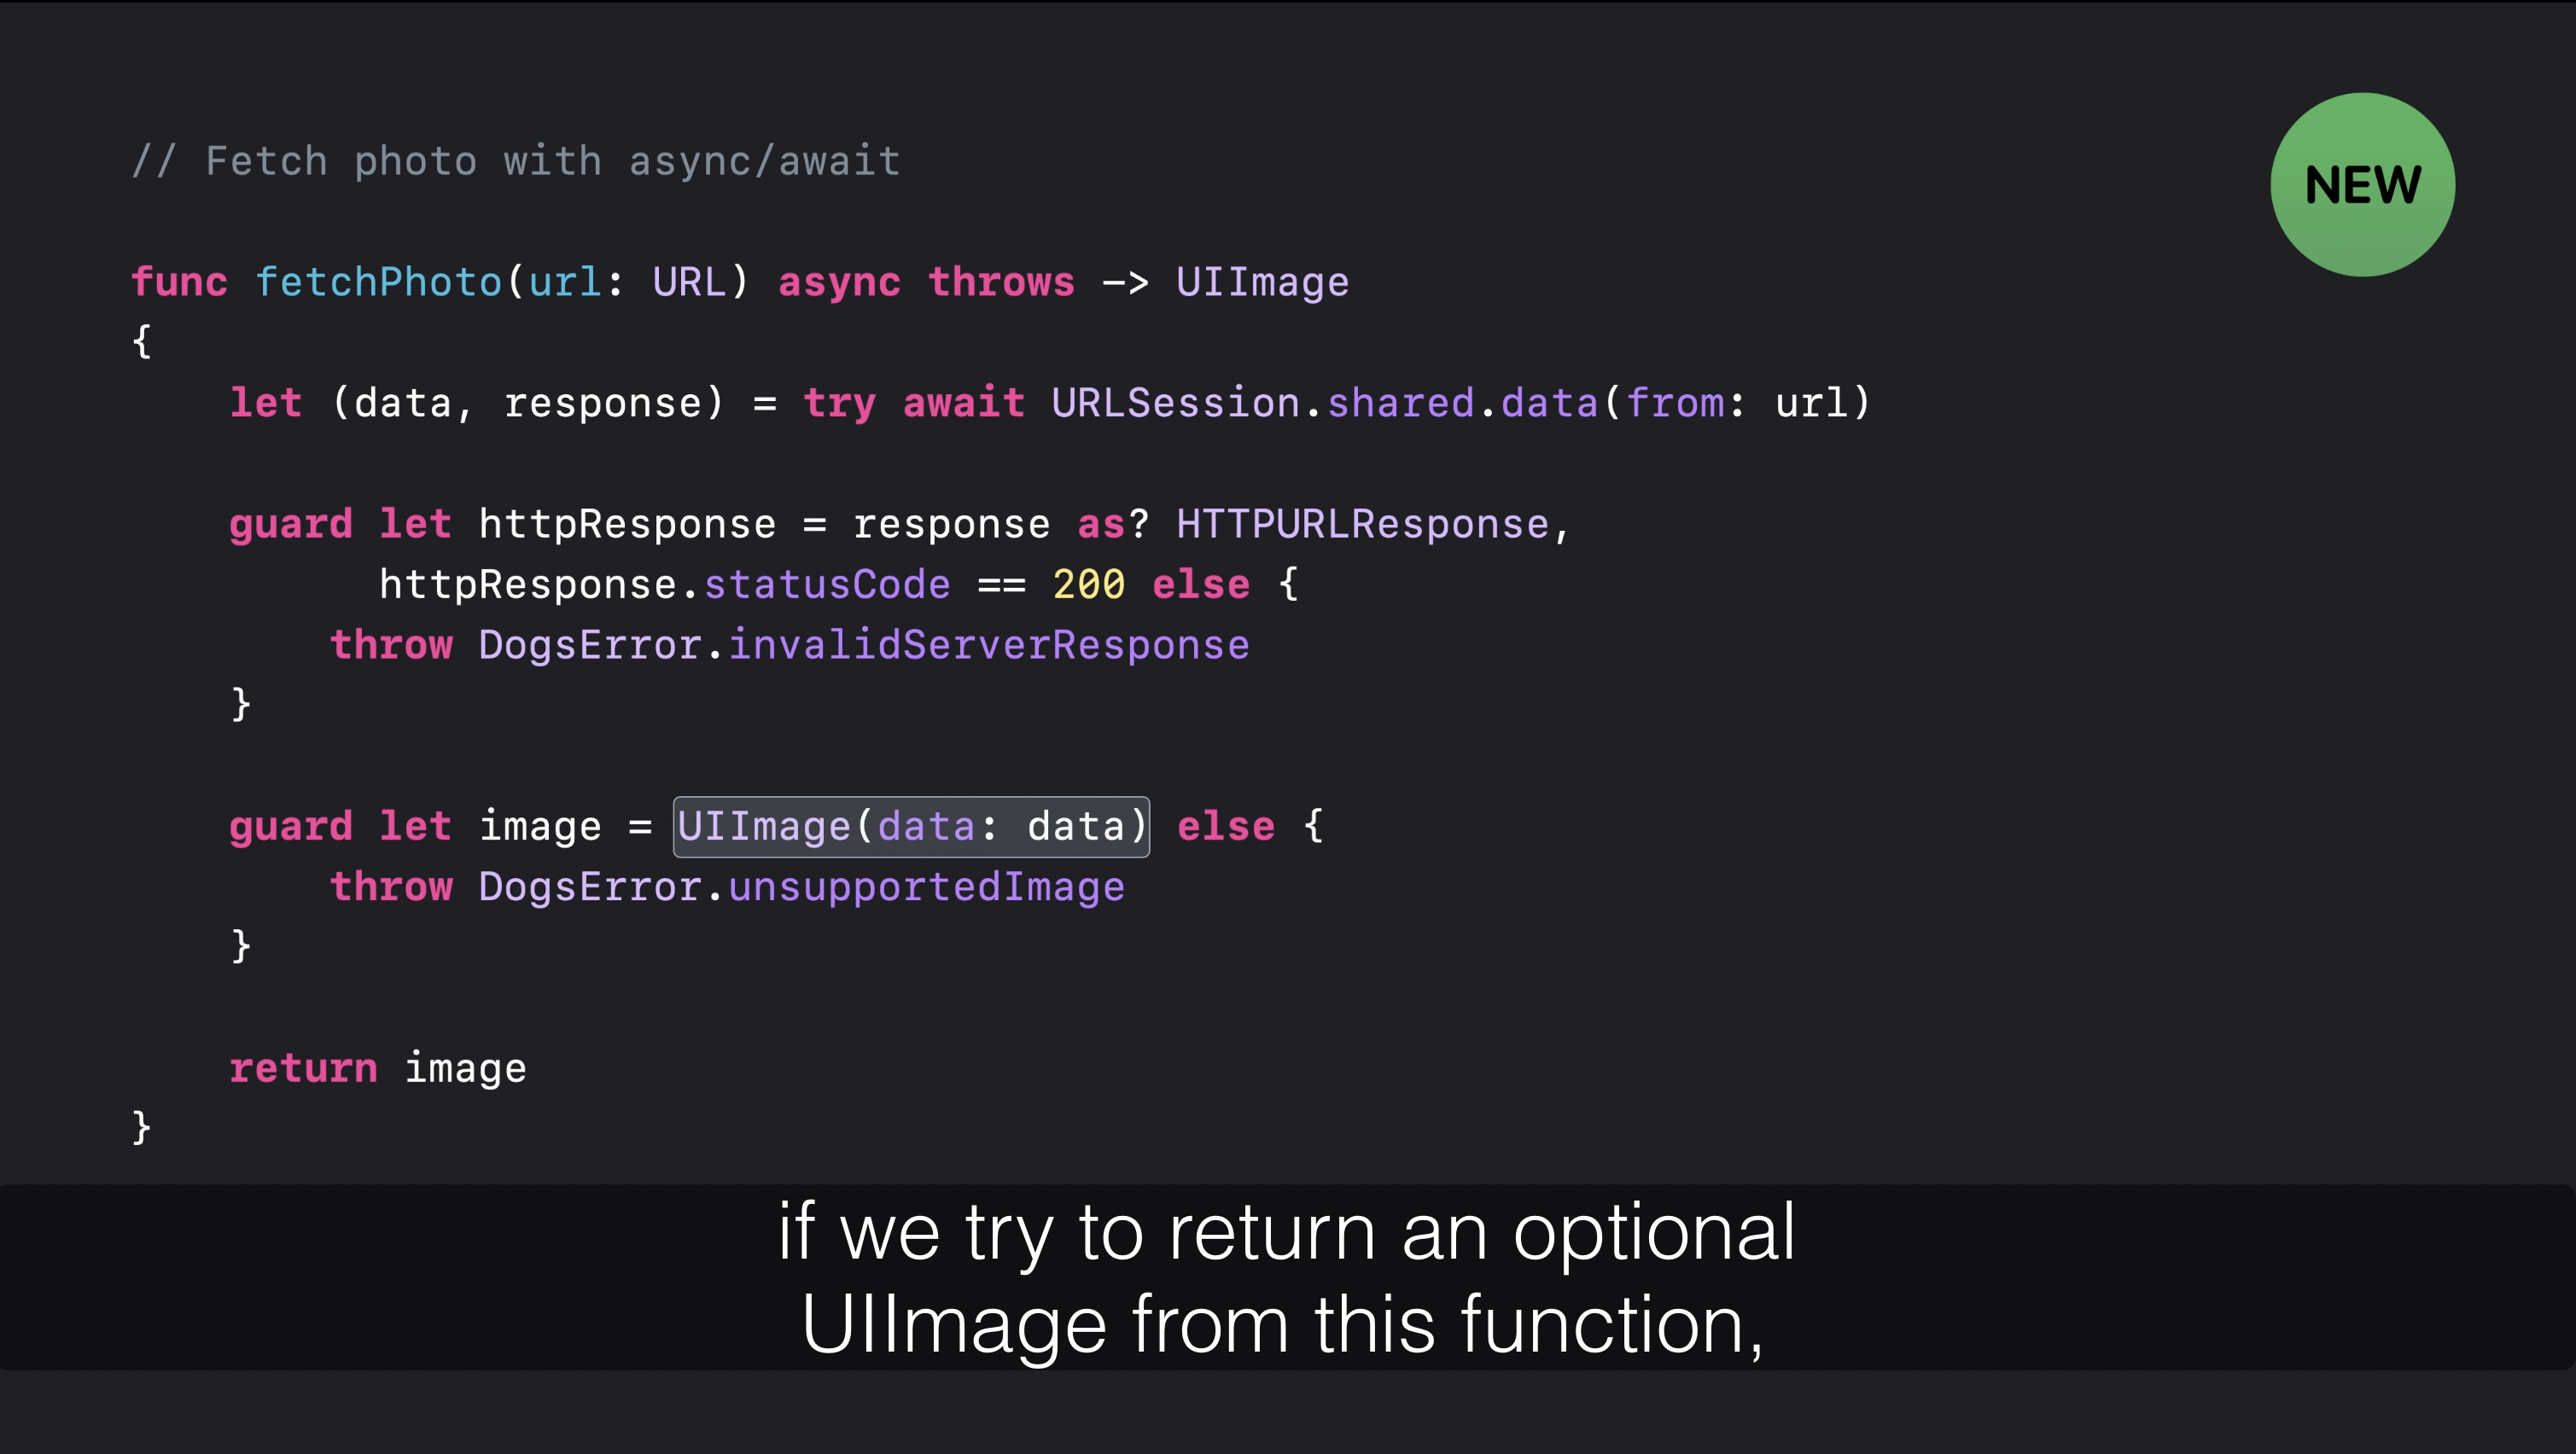 // Fetch photo with async/await
NEW
func fetchPhoto(url: URL) async throws -> UIImage
{
    let (data, response) = try await URLSession.shared.data(from: url)
    guard let httpResponse = response as? HTTPURLResponse,
          httpResponse.statusCode == 200 else {
        throw DogsError.invalidServerResponse
    }
    guard let image = UIImage(data: data) else {
        throw DogsError.unsupportedImage
    }
    return image
}
if we try to return an optional
UIImage from this function,